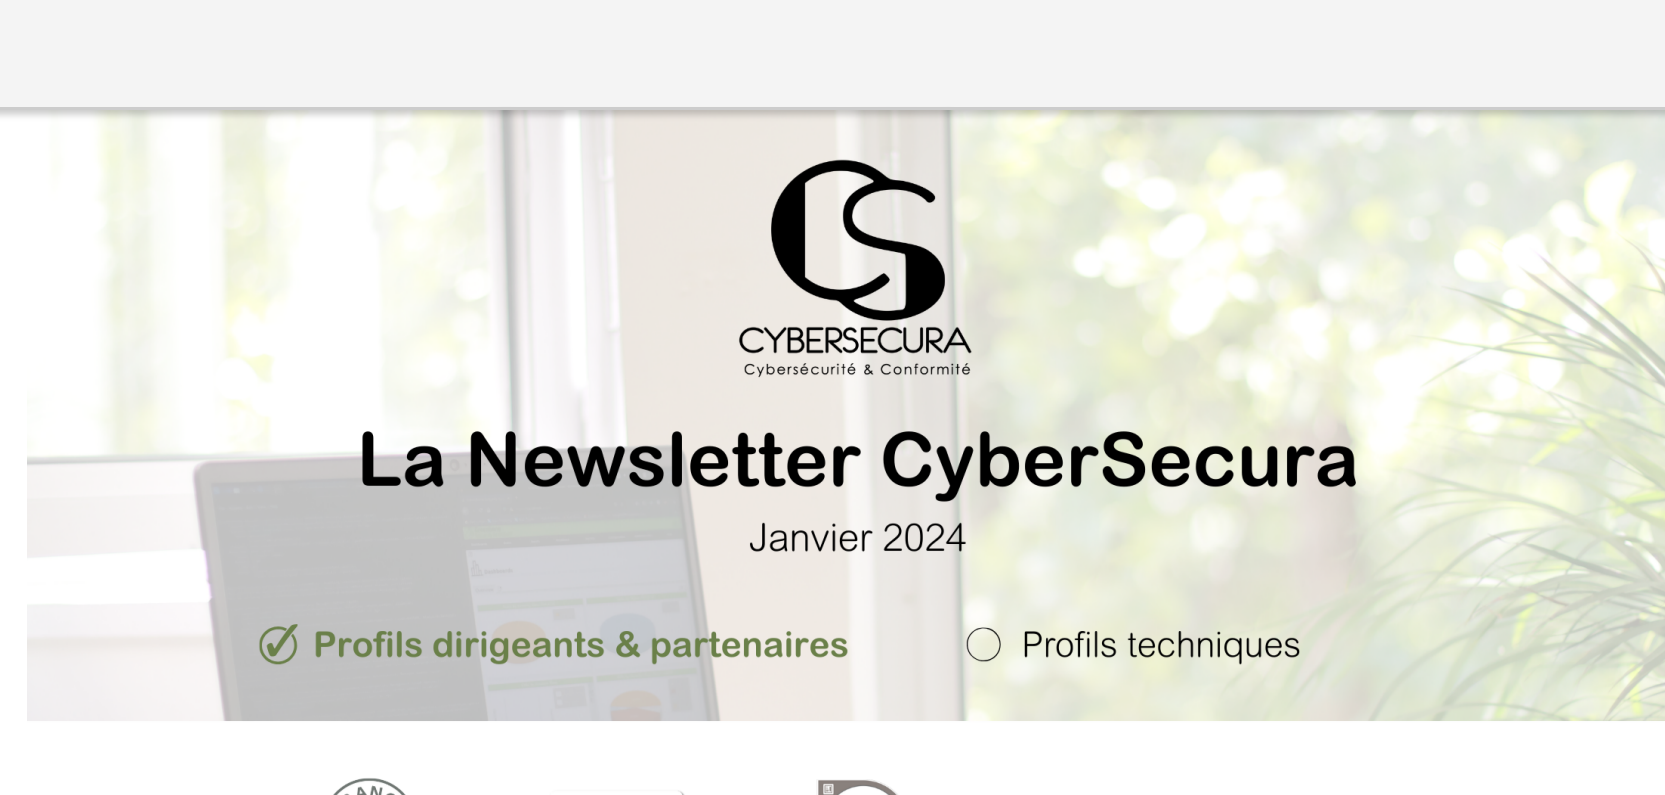 CYBERSECURA
Cybersécurité & Conformité
La Newsletter CyberSecura
Janvier 2024
Profils dirigeants & partenaires
Profils techniques